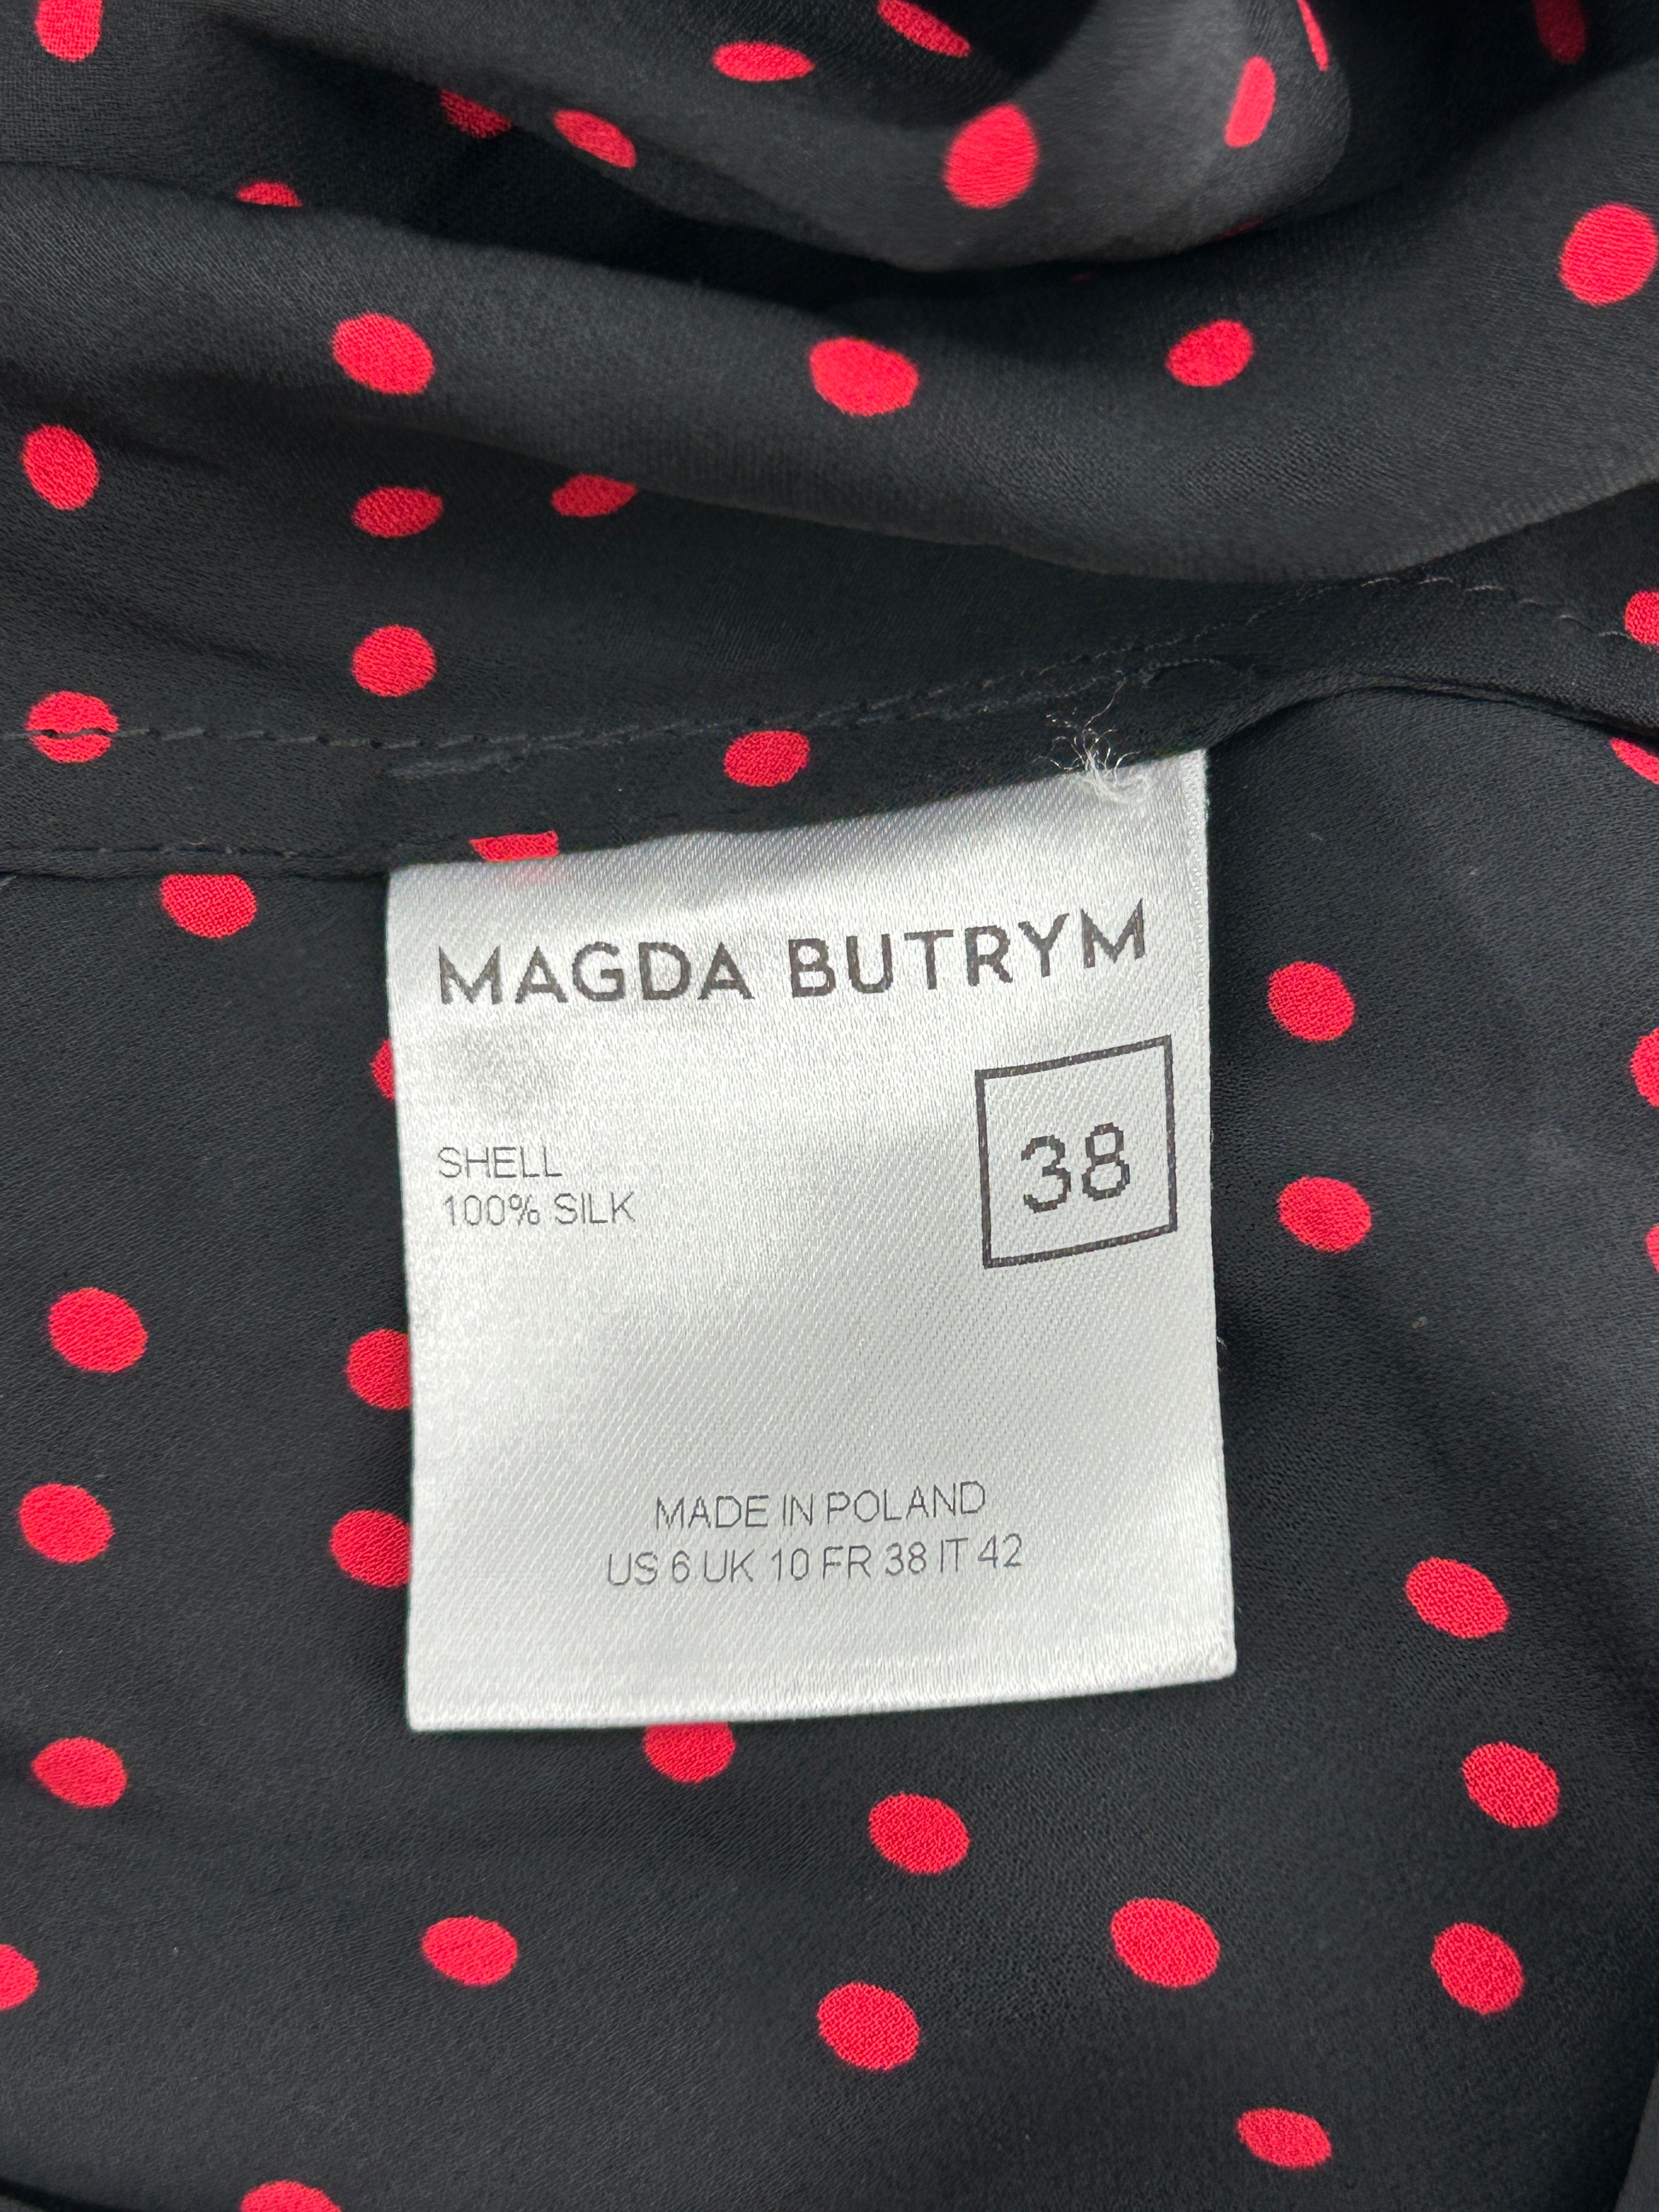 MAGDA BUTRYM
38
SHELL
100% SILK
MADE IN POLAND
US 6 UK 10 FR 38 IT 42